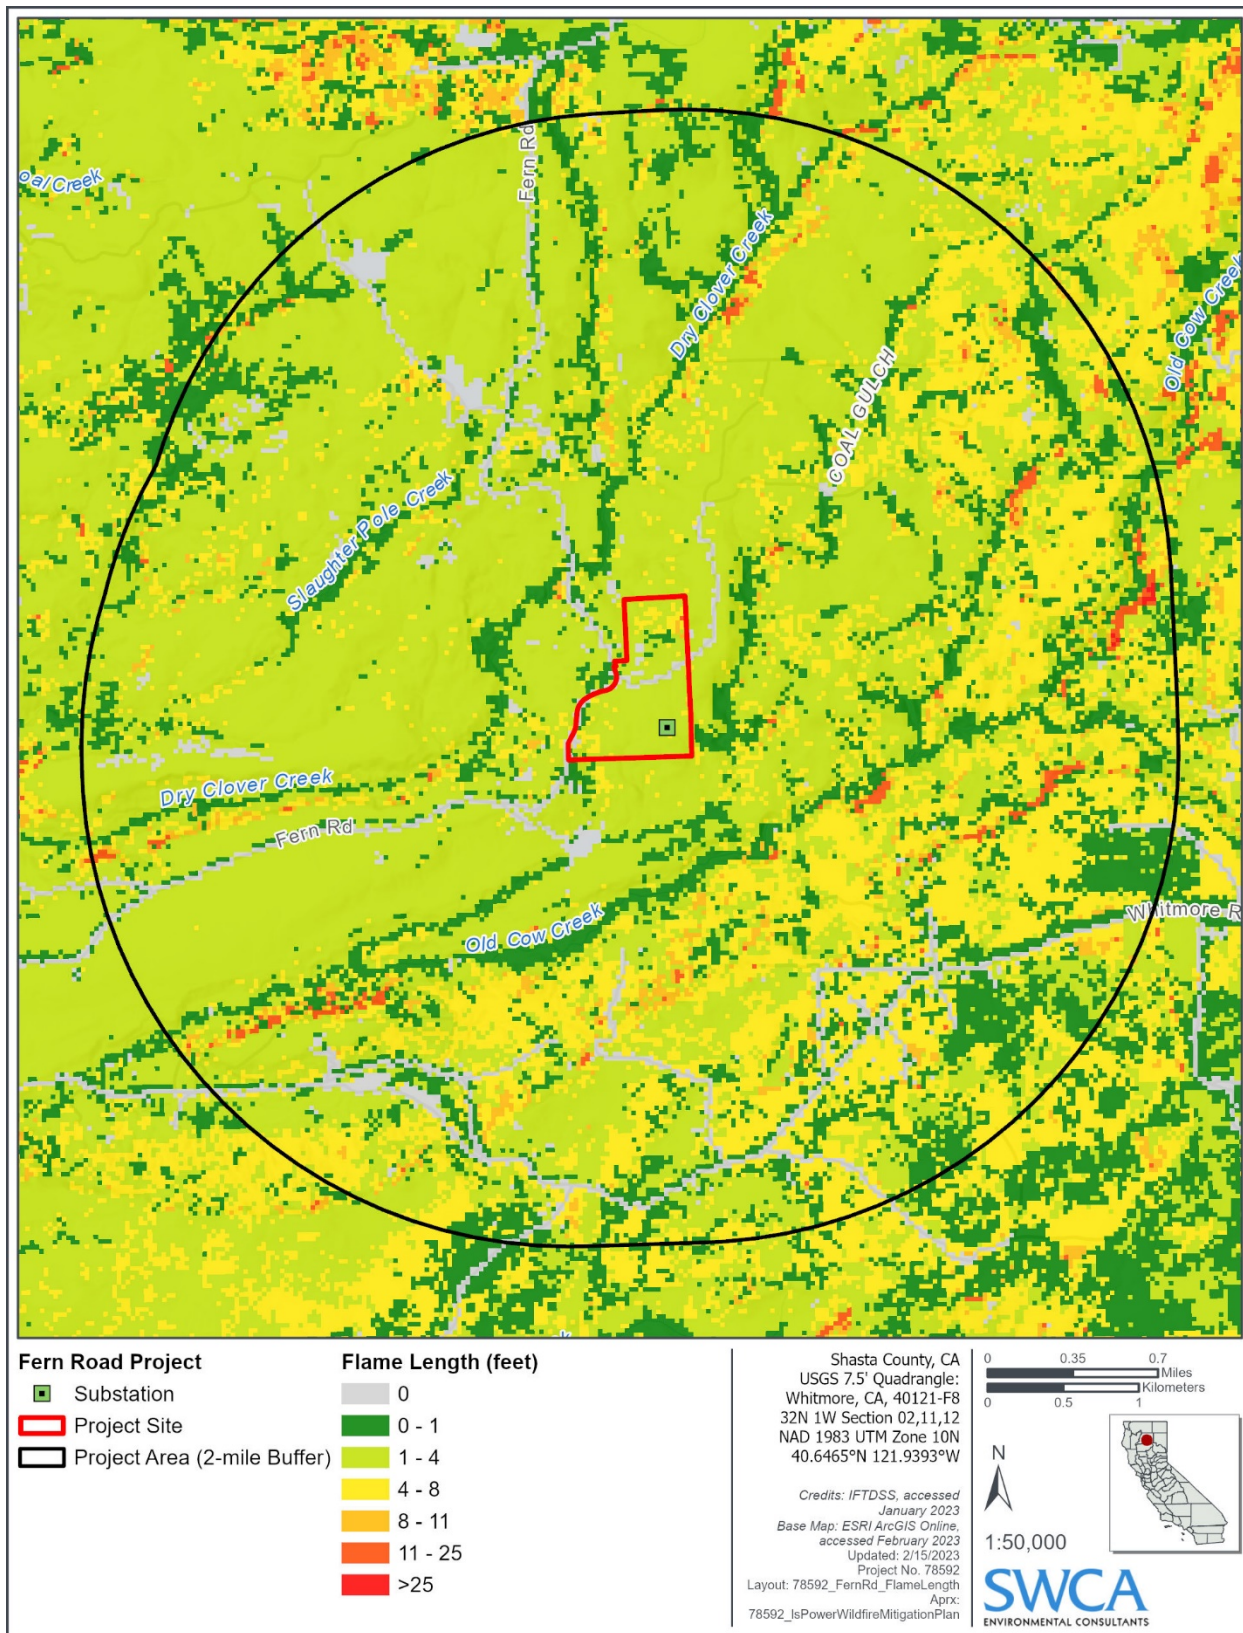 oal Creek
Fern Rd
Dry Clover Creek
Old Cow Creek
COAL GULCH
Slaughter Pole Creek
Dry Clover Creek
Fern Rd
Old Cow Creek
Whitmore R
k
Fern Road Project
Substation
Project Site
Project Area (2-mile Buffer)
Flame Length (feet)
0
0 - 1
1 - 4
4 - 8
8 - 11
11 - 25
>25
Shasta County, CA
USGS 7.5' Quadrangle:
Whitmore, CA, 40121-F8
32N 1W Section 02,11,12
NAD 1983 UTM Zone 10N
40.6465°N 121.9393°W
Credits: IFTDSS, accessed
January 2023
Base Map: ESRI ArcGIS Online,
accessed February 2023
Updated: 2/15/2023
Project No. 78592
Layout: 78592_FernRd_FlameLength
Aprx:
78592_IsPowerWildfireMitigationPlan
0 0.35 0.7
Miles
Kilometers
0 0.5 1
N
1:50,000
SWCA
ENVIRONMENTAL CONSULTANTS